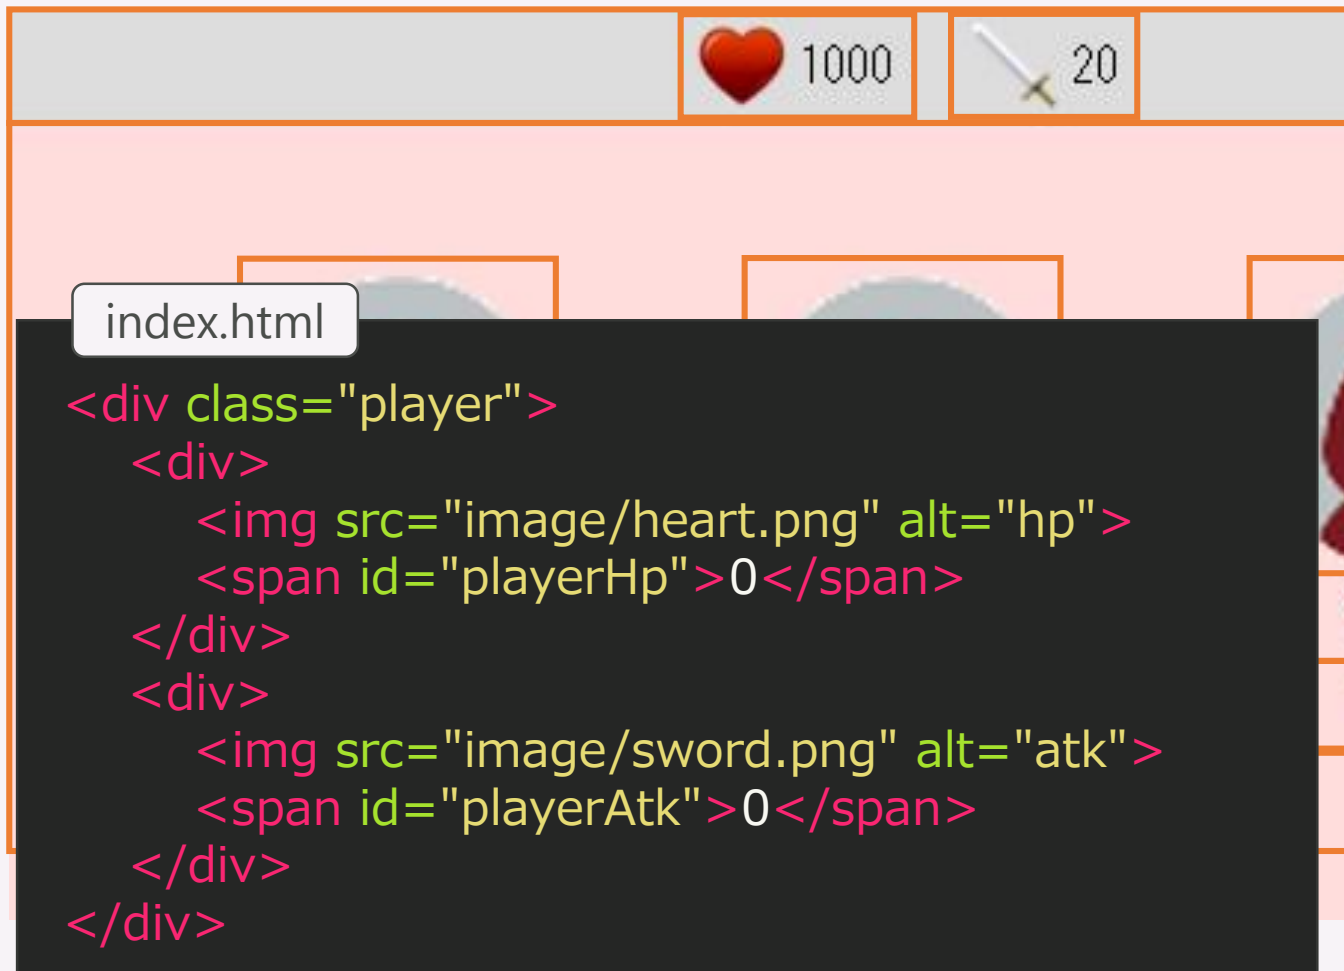 1000 20
index.html
<div class="player">
<div>
<img src="image/heart.png" alt="hp">
<span id="playerHp">0</span>
</div>
<div>
<img src="image/sword.png" alt="atk">
<span id="playerAtk">0</span>
</div>
</div>